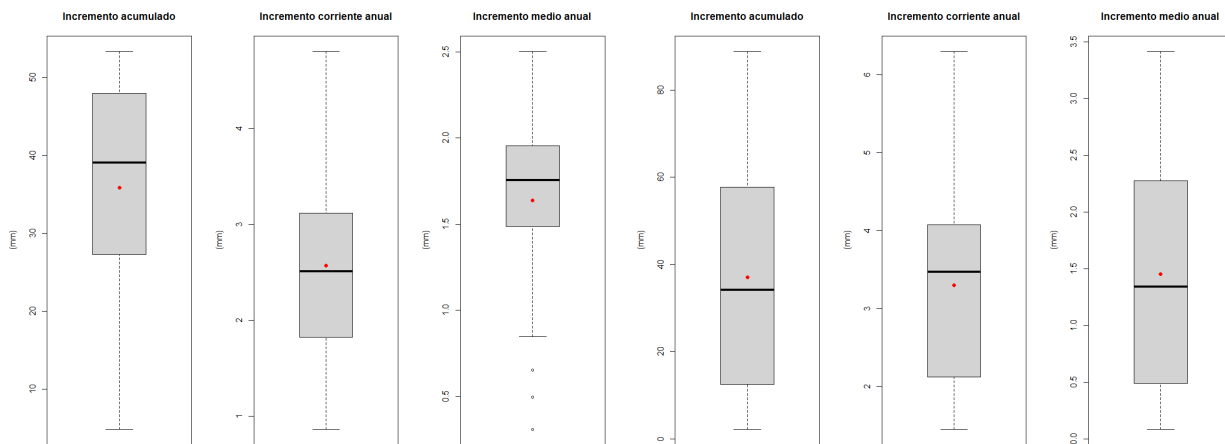 Incremento acumulado
Incremento corriente anual
Incremento medio anual
Incremento acumulado
Incremento corriente anual
Incremento medio anual
(mm)
50
40
30
20
10
(mm)
4
3
2
1
(mm)
2.5
2.0
1.5
1.0
0.5
(mm)
80
60
40
20
0
(mm)
6
5
4
3
2
(mm)
3.5
3.0
2.5
2.0
1.5
1.0
0.5
0.0